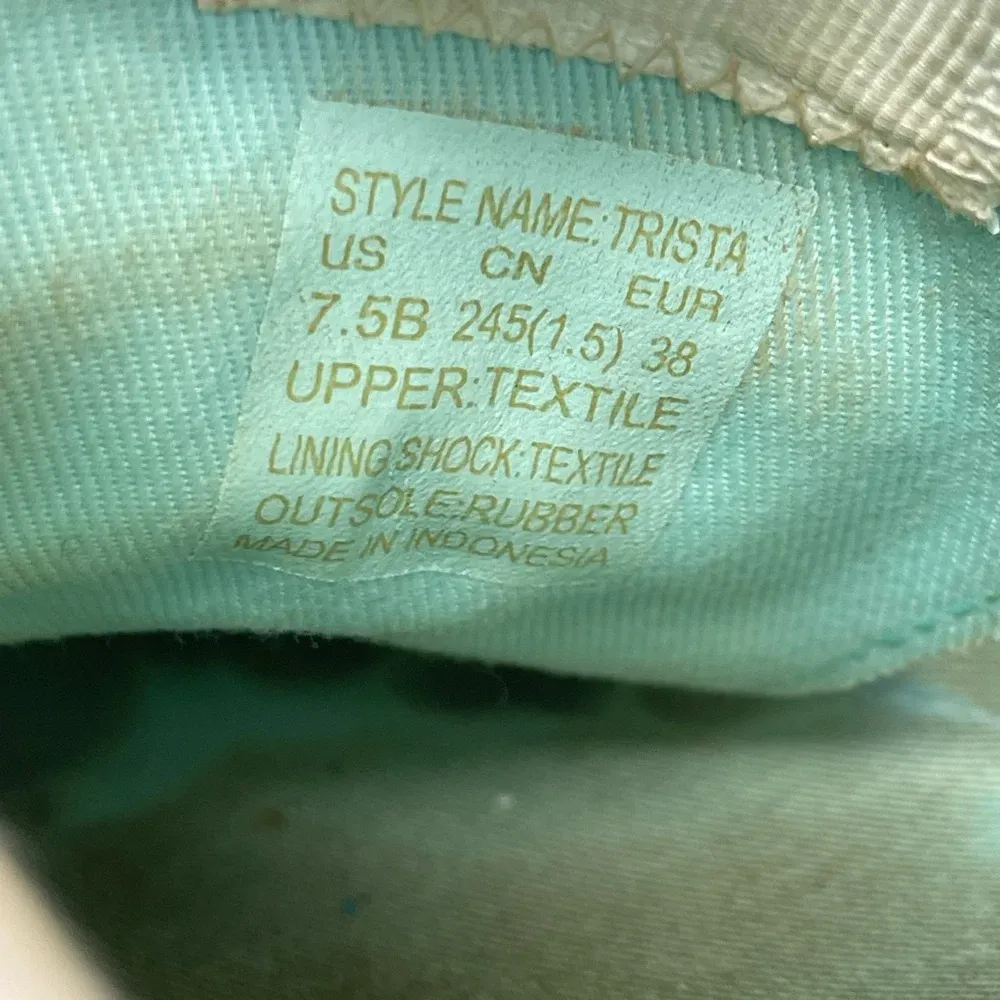 STYLE NAME:TRISTA
US CN EUR
7.5B 245(1.5) 38
UPPER:TEXTILE
LINING SHOCK:TEXTILE
OUTSOLE:RUBBER
MADE IN INDONESIA